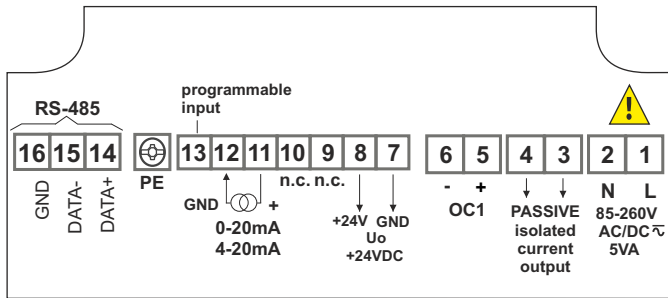 programmable
input
RS-485
16 15 14 13 12 11 10 9 8 7 6 5 4 3 2 1
GND
DATA-
DATA+
PE
GND +
0-20mA
4-20mA
n.c. n.c.
+24V GND
Uo
+24VDC
- +
OC1
PASSIVE
isolated
current
output
N L
85-260V
AC/DC
5VA